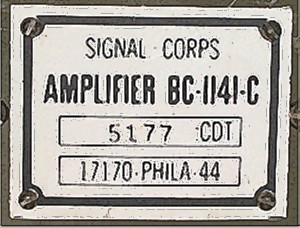 SIGNAL CORPS
AMPLIFIER BC-1141-C
5177 CDT
17170-PHILA-44